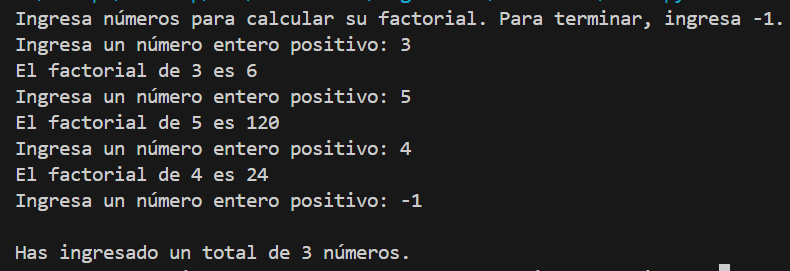 Ingresa números para calcular su factorial. Para terminar, ingresa -1.
Ingresa un número entero positivo: 3
El factorial de 3 es 6
Ingresa un número entero positivo: 5
El factorial de 5 es 120
Ingresa un número entero positivo: 4
El factorial de 4 es 24
Ingresa un número entero positivo: -1
Has ingresado un total de 3 números.